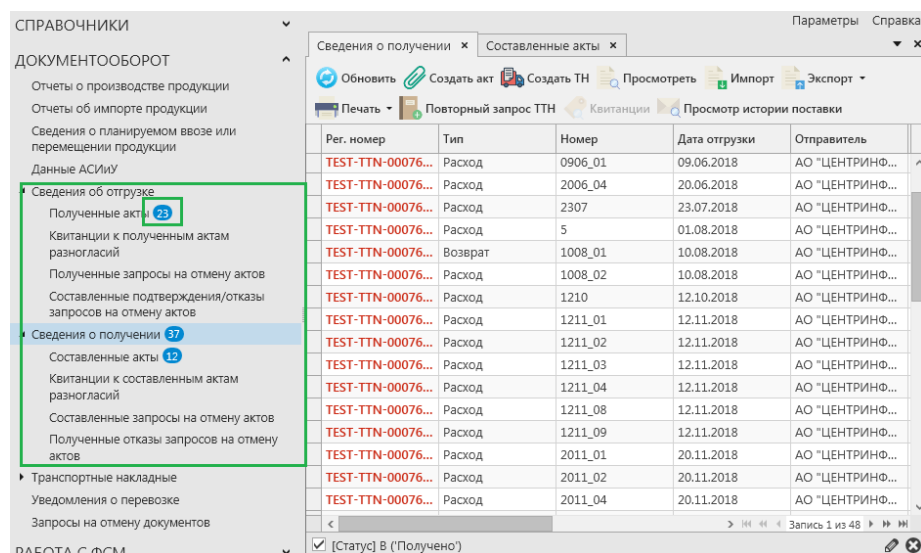 СПРАВОЧНИКИ
ДОКУМЕНТООБОРОТ
Отчеты о производстве продукции
Отчеты об импорте продукции
Сведения о планируемом ввозе или
перемещении продукции
Данные АСИиУ
Сведения об отгрузке
Полученные акты 23
Квитанции к полученным актам
разногласий
Полученные запросы на отмену актов
Составленные подтверждения/отказы
запросов на отмену актов
Сведения о получении 37
Составленные акты 12
Квитанции к составленным актам
разногласий
Составленные запросы на отмену актов
Полученные отказы запросов на отмену
актов
Транспортные накладные
Уведомления о перевозке
Запросы на отмену документов
РАБОТА С ФСМ
Параметры Справка
Сведения о получении × Составленные акты ×
Обновить Создать акт Создать ТН Просмотреть Импорт Экспорт
Печать Повторный запрос ТТН Квитанции Просмотр истории поставки
Рег. номер Тип Номер Дата отгрузки Отправитель
TEST-TTN-00076... Расход 0906_01 09.06.2018 АО "ЦЕНТРИНФ...
TEST-TTN-00076... Расход 2006_04 20.06.2018 АО "ЦЕНТРИНФ...
TEST-TTN-00076... Расход 2307 23.07.2018 АО "ЦЕНТРИНФ...
TEST-TTN-00076... Расход 5 01.08.2018 АО "ЦЕНТРИНФ...
TEST-TTN-00076... Возврат 1008_01 10.08.2018 АО "ЦЕНТРИНФ...
TEST-TTN-00076... Расход 1008_02 10.08.2018 АО "ЦЕНТРИНФ...
TEST-TTN-00076... Расход 1210 12.10.2018 АО "ЦЕНТРИНФ...
TEST-TTN-00076... Расход 1211_01 12.11.2018 АО "ЦЕНТРИНФ...
TEST-TTN-00076... Расход 1211_02 12.11.2018 АО "ЦЕНТРИНФ...
TEST-TTN-00076... Расход 1211_03 12.11.2018 АО "ЦЕНТРИНФ...
TEST-TTN-00076... Расход 1211_04 12.11.2018 АО "ЦЕНТРИНФ...
TEST-TTN-00076... Расход 1211_08 12.11.2018 АО "ЦЕНТРИНФ...
TEST-TTN-00076... Расход 1211_09 12.11.2018 АО "ЦЕНТРИНФ...
TEST-TTN-00076... Расход 2011_01 20.11.2018 АО "ЦЕНТРИНФ...
TEST-TTN-00076... Расход 2011_02 20.11.2018 АО "ЦЕНТРИНФ...
TEST-TTN-00076... Расход 2011_04 20.11.2018 АО "ЦЕНТРИНФ...
Запись 1 из 48
[Статус] В ('Получено')